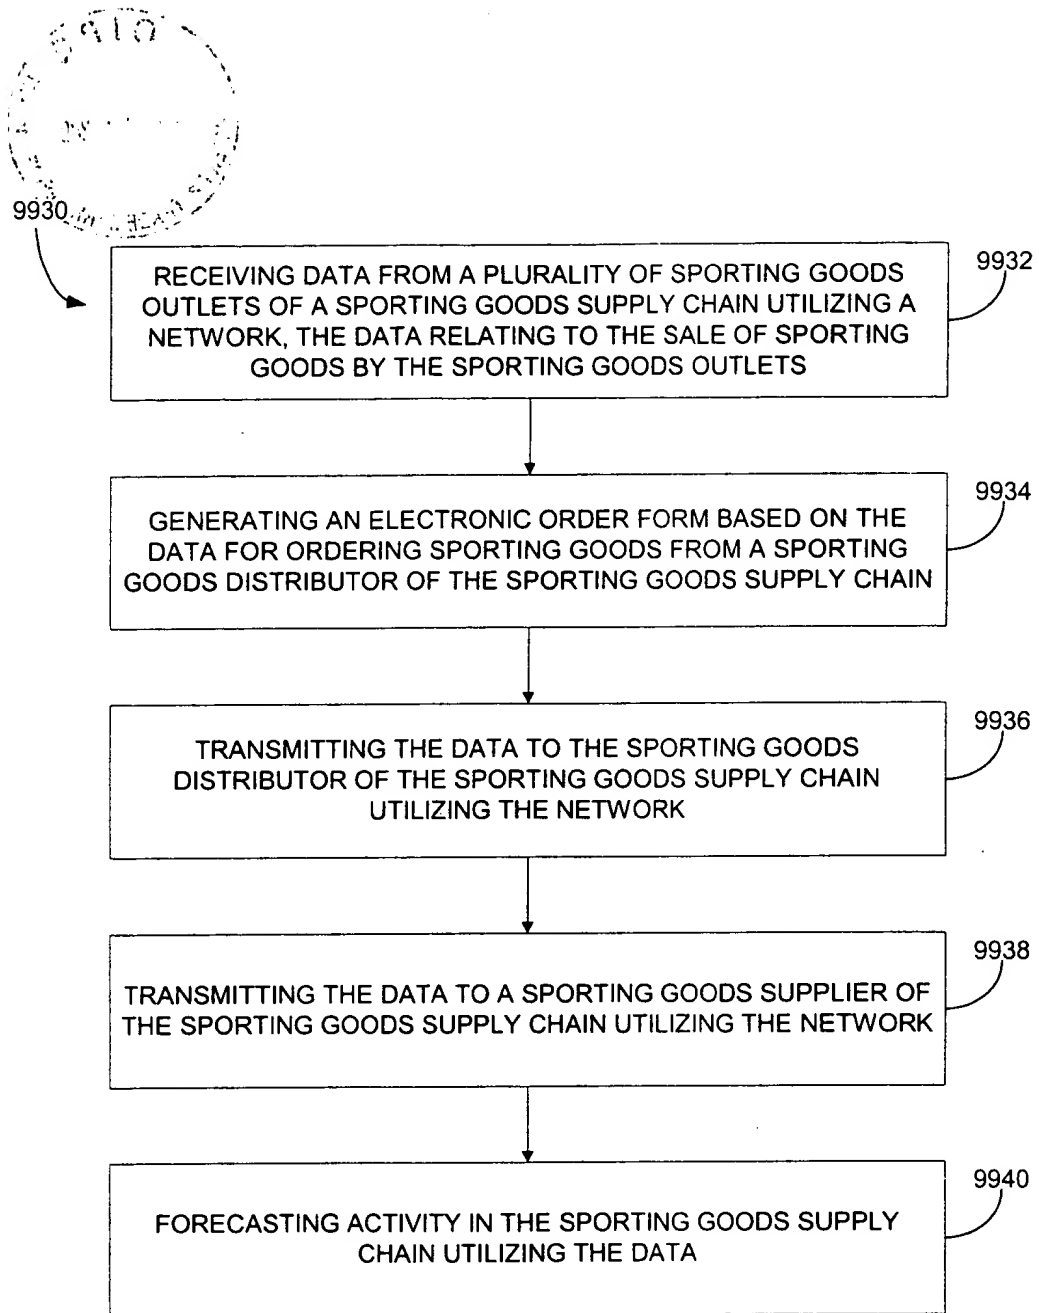 9930
RECEIVING DATA FROM A PLURALITY OF SPORTING GOODS
OUTLETS OF A SPORTING GOODS SUPPLY CHAIN UTILIZING A
NETWORK, THE DATA RELATING TO THE SALE OF SPORTING
GOODS BY THE SPORTING GOODS OUTLETS
9932
GENERATING AN ELECTRONIC ORDER FORM BASED ON THE
DATA FOR ORDERING SPORTING GOODS FROM A SPORTING
GOODS DISTRIBUTOR OF THE SPORTING GOODS SUPPLY CHAIN
9934
TRANSMITTING THE DATA TO THE SPORTING GOODS
DISTRIBUTOR OF THE SPORTING GOODS SUPPLY CHAIN
UTILIZING THE NETWORK
9936
TRANSMITTING THE DATA TO A SPORTING GOODS SUPPLIER OF
THE SPORTING GOODS SUPPLY CHAIN UTILIZING THE NETWORK
9938
FORECASTING ACTIVITY IN THE SPORTING GOODS SUPPLY
CHAIN UTILIZING THE DATA
9940